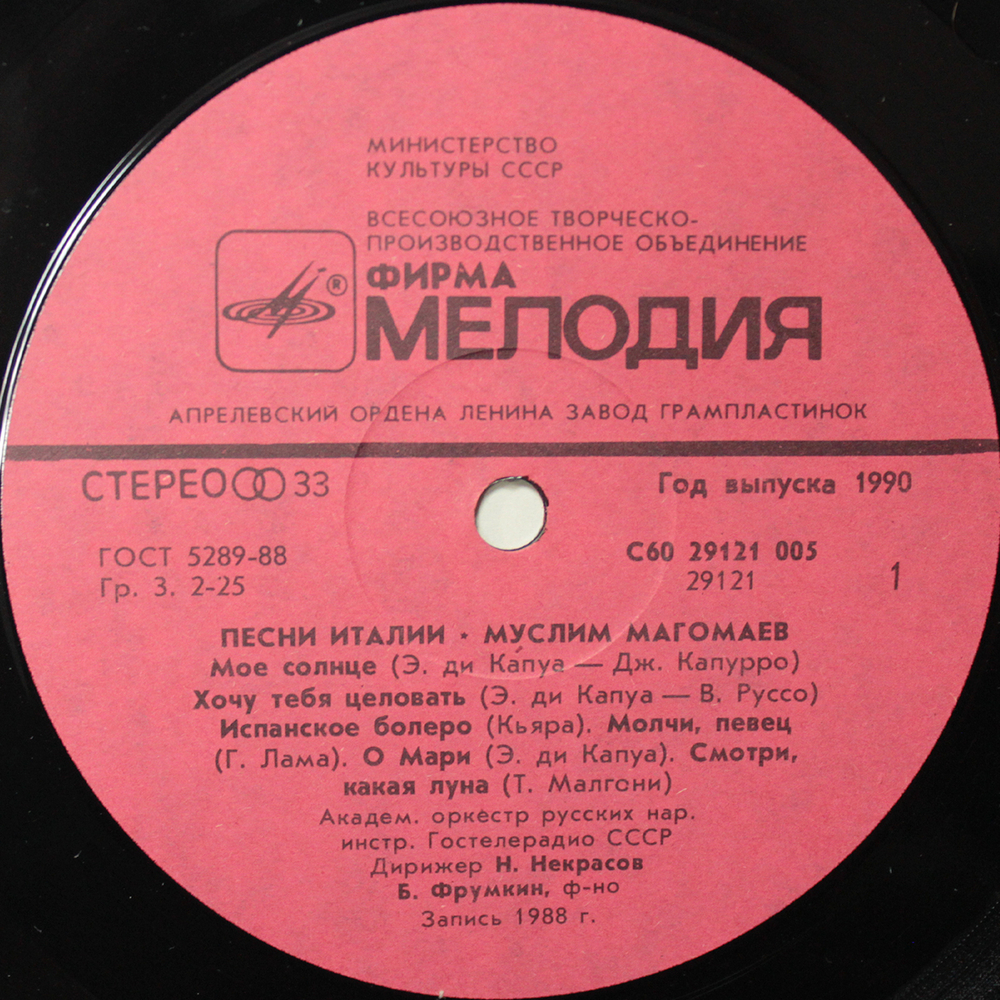 МИНИСТЕРСТВО
КУЛЬТУРЫ СССР
ВСЕСОЮЗНОЕ ТВОРЧЕСКО-
ПРОИЗВОДСТВЕННОЕ ОБЪЕДИНЕНИЕ
ФИРМА
®
МЕЛОДИЯ
АПРЕЛЕВСКИЙ ОРДЕНА ЛЕНИНА ЗАВОД ГРАМПЛАСТИНОК
СТЕРЕО 33
Год выпуска 1990
ГОСТ 5289-88
Гр. 3. 2-25
С60 29121 005
29121
1
ПЕСНИ ИТАЛИИ • МУСЛИМ МАГОМАЕВ
Мое солнце (Э. ди Капуа — Дж. Капурро)
Хочу тебя целовать (Э. ди Капуа — В. Руссо)
Испанское болеро (Кьяра). Молчи, певец
(Г. Лама). О Мари (Э. ди Капуа). Смотри,
какая луна (Т. Малгони)
Академ. оркестр русских нар.
инстр. Гостелерадио СССР
Дирижер Н. Некрасов
Б. Фрумкин, ф-но
Запись 1988 г.